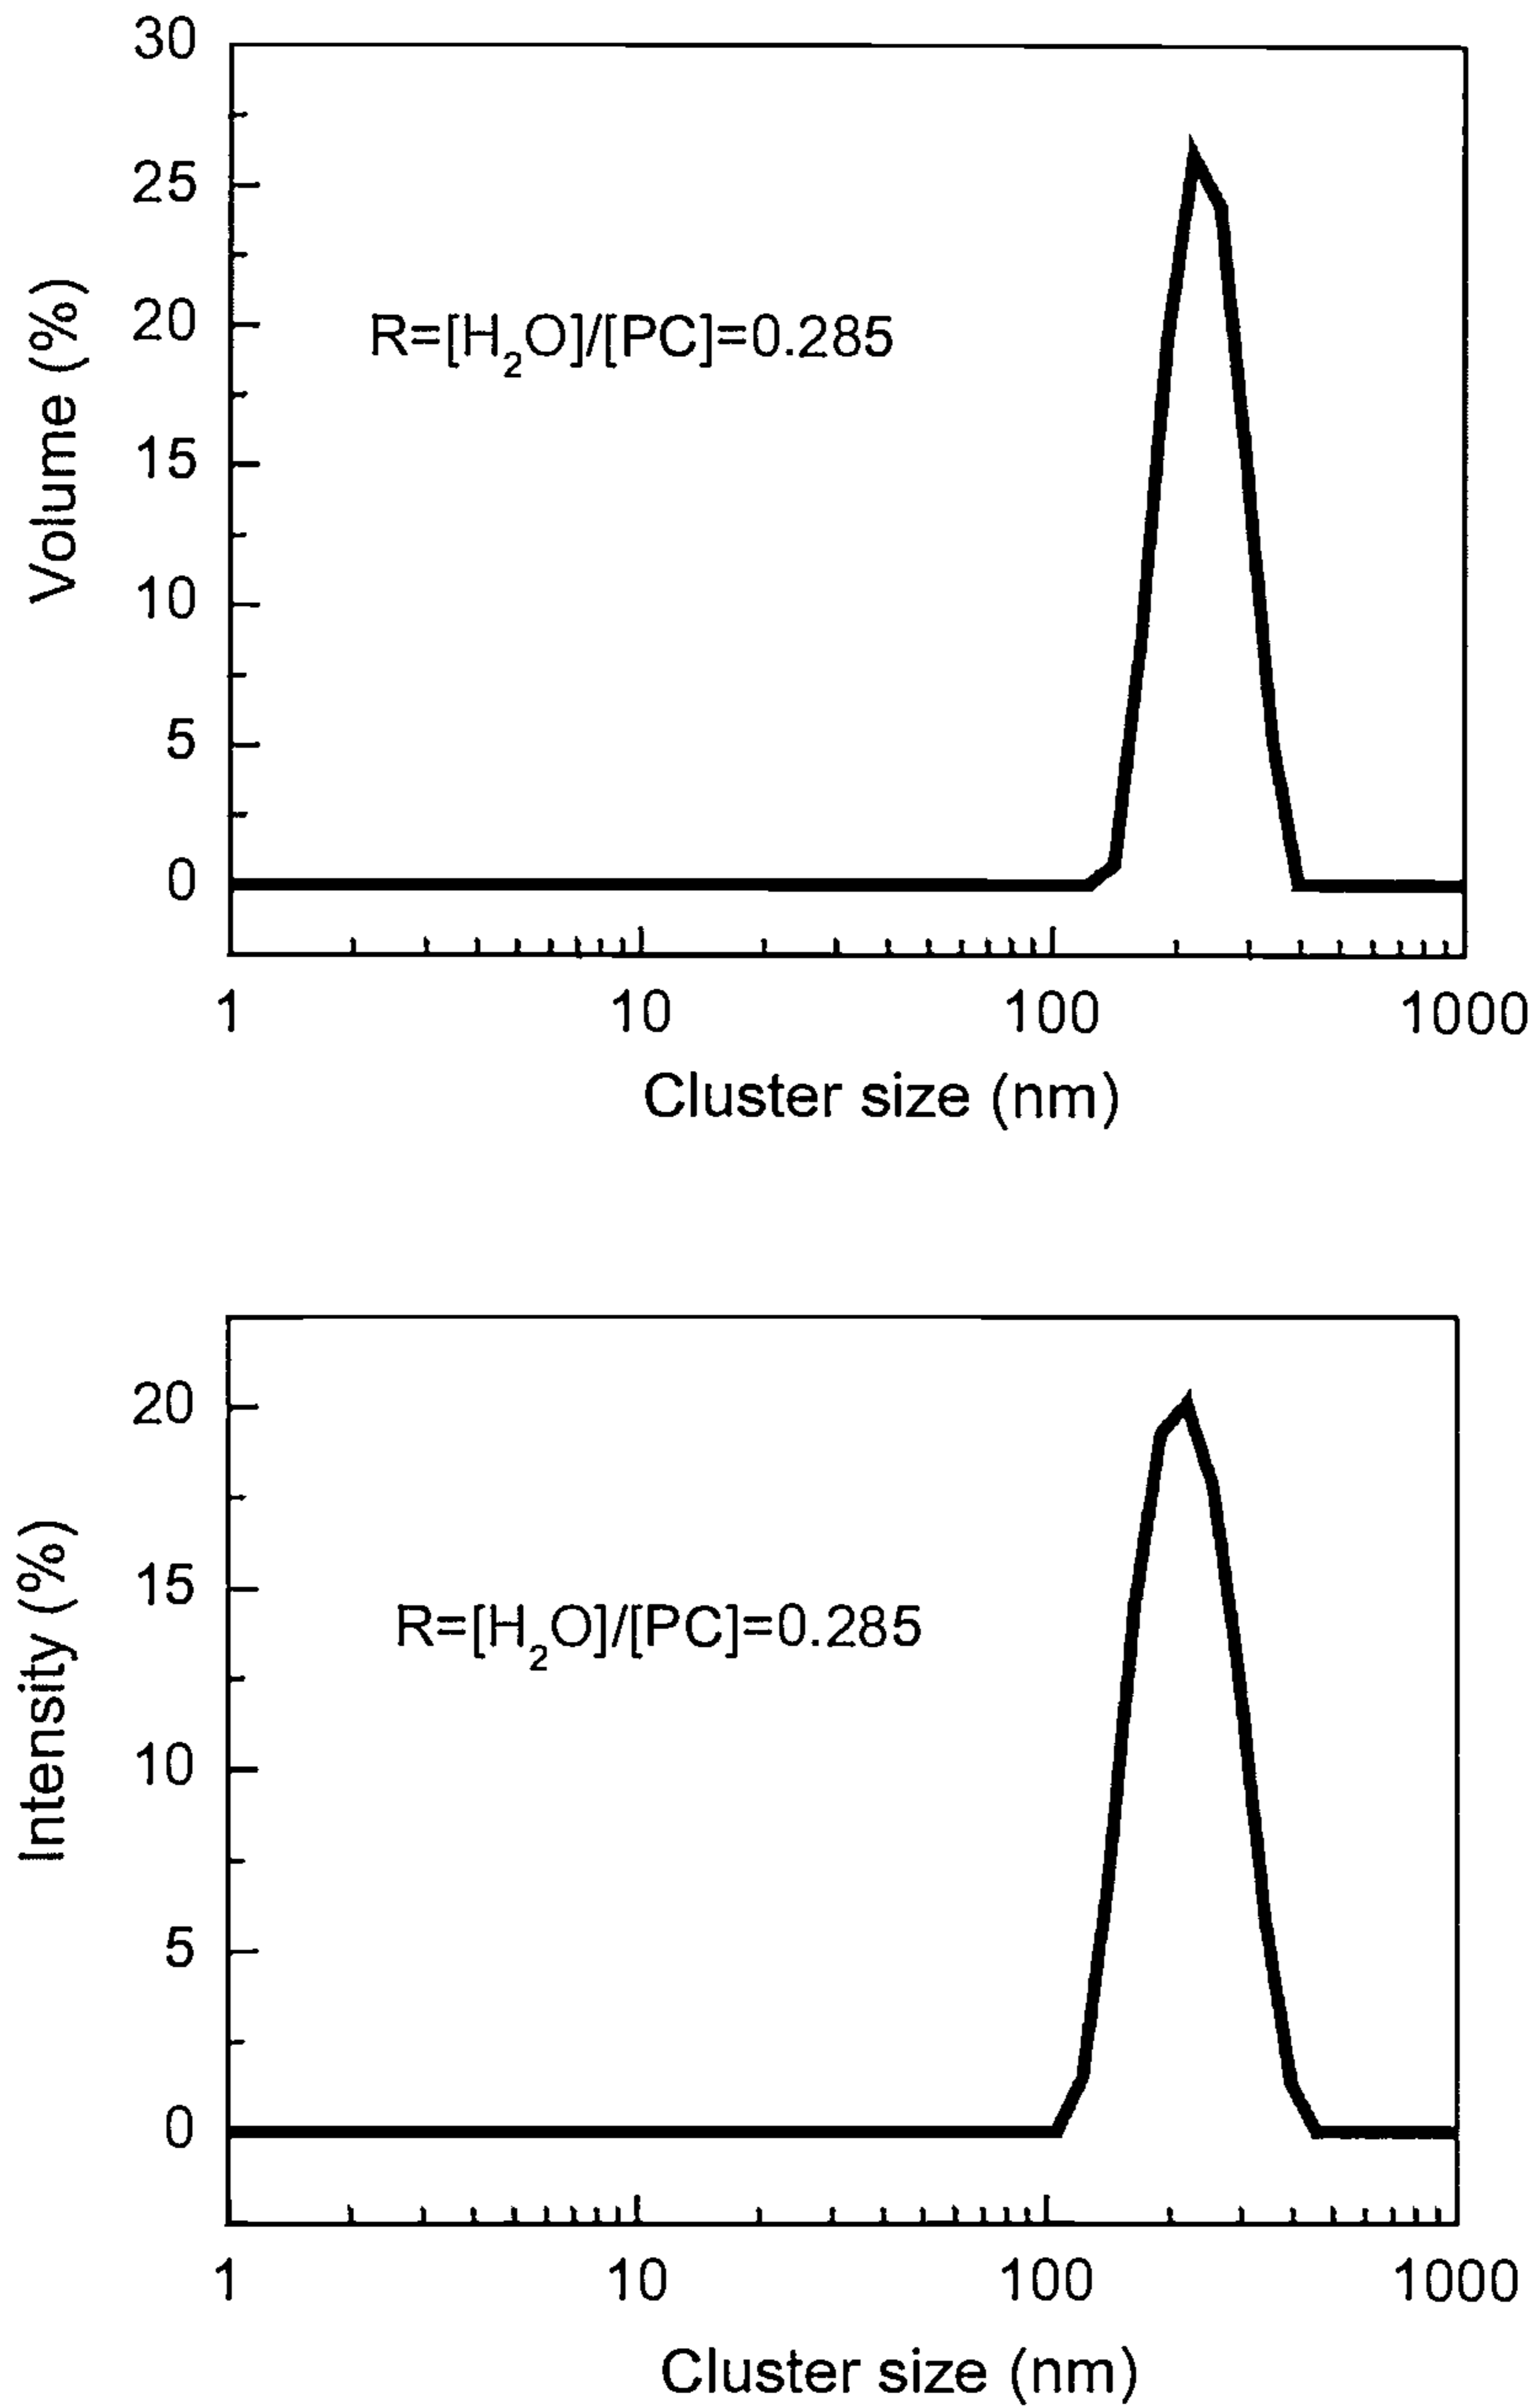 30
25
20
15
10
5
0
Volume (%)
R=[H₂O]/[PC]=0.285
1 10 100 1000
Cluster size (nm)
20
15
10
5
0
Intensity (%)
R=[H₂O]/[PC]=0.285
1 10 100 1000
Cluster size (nm)